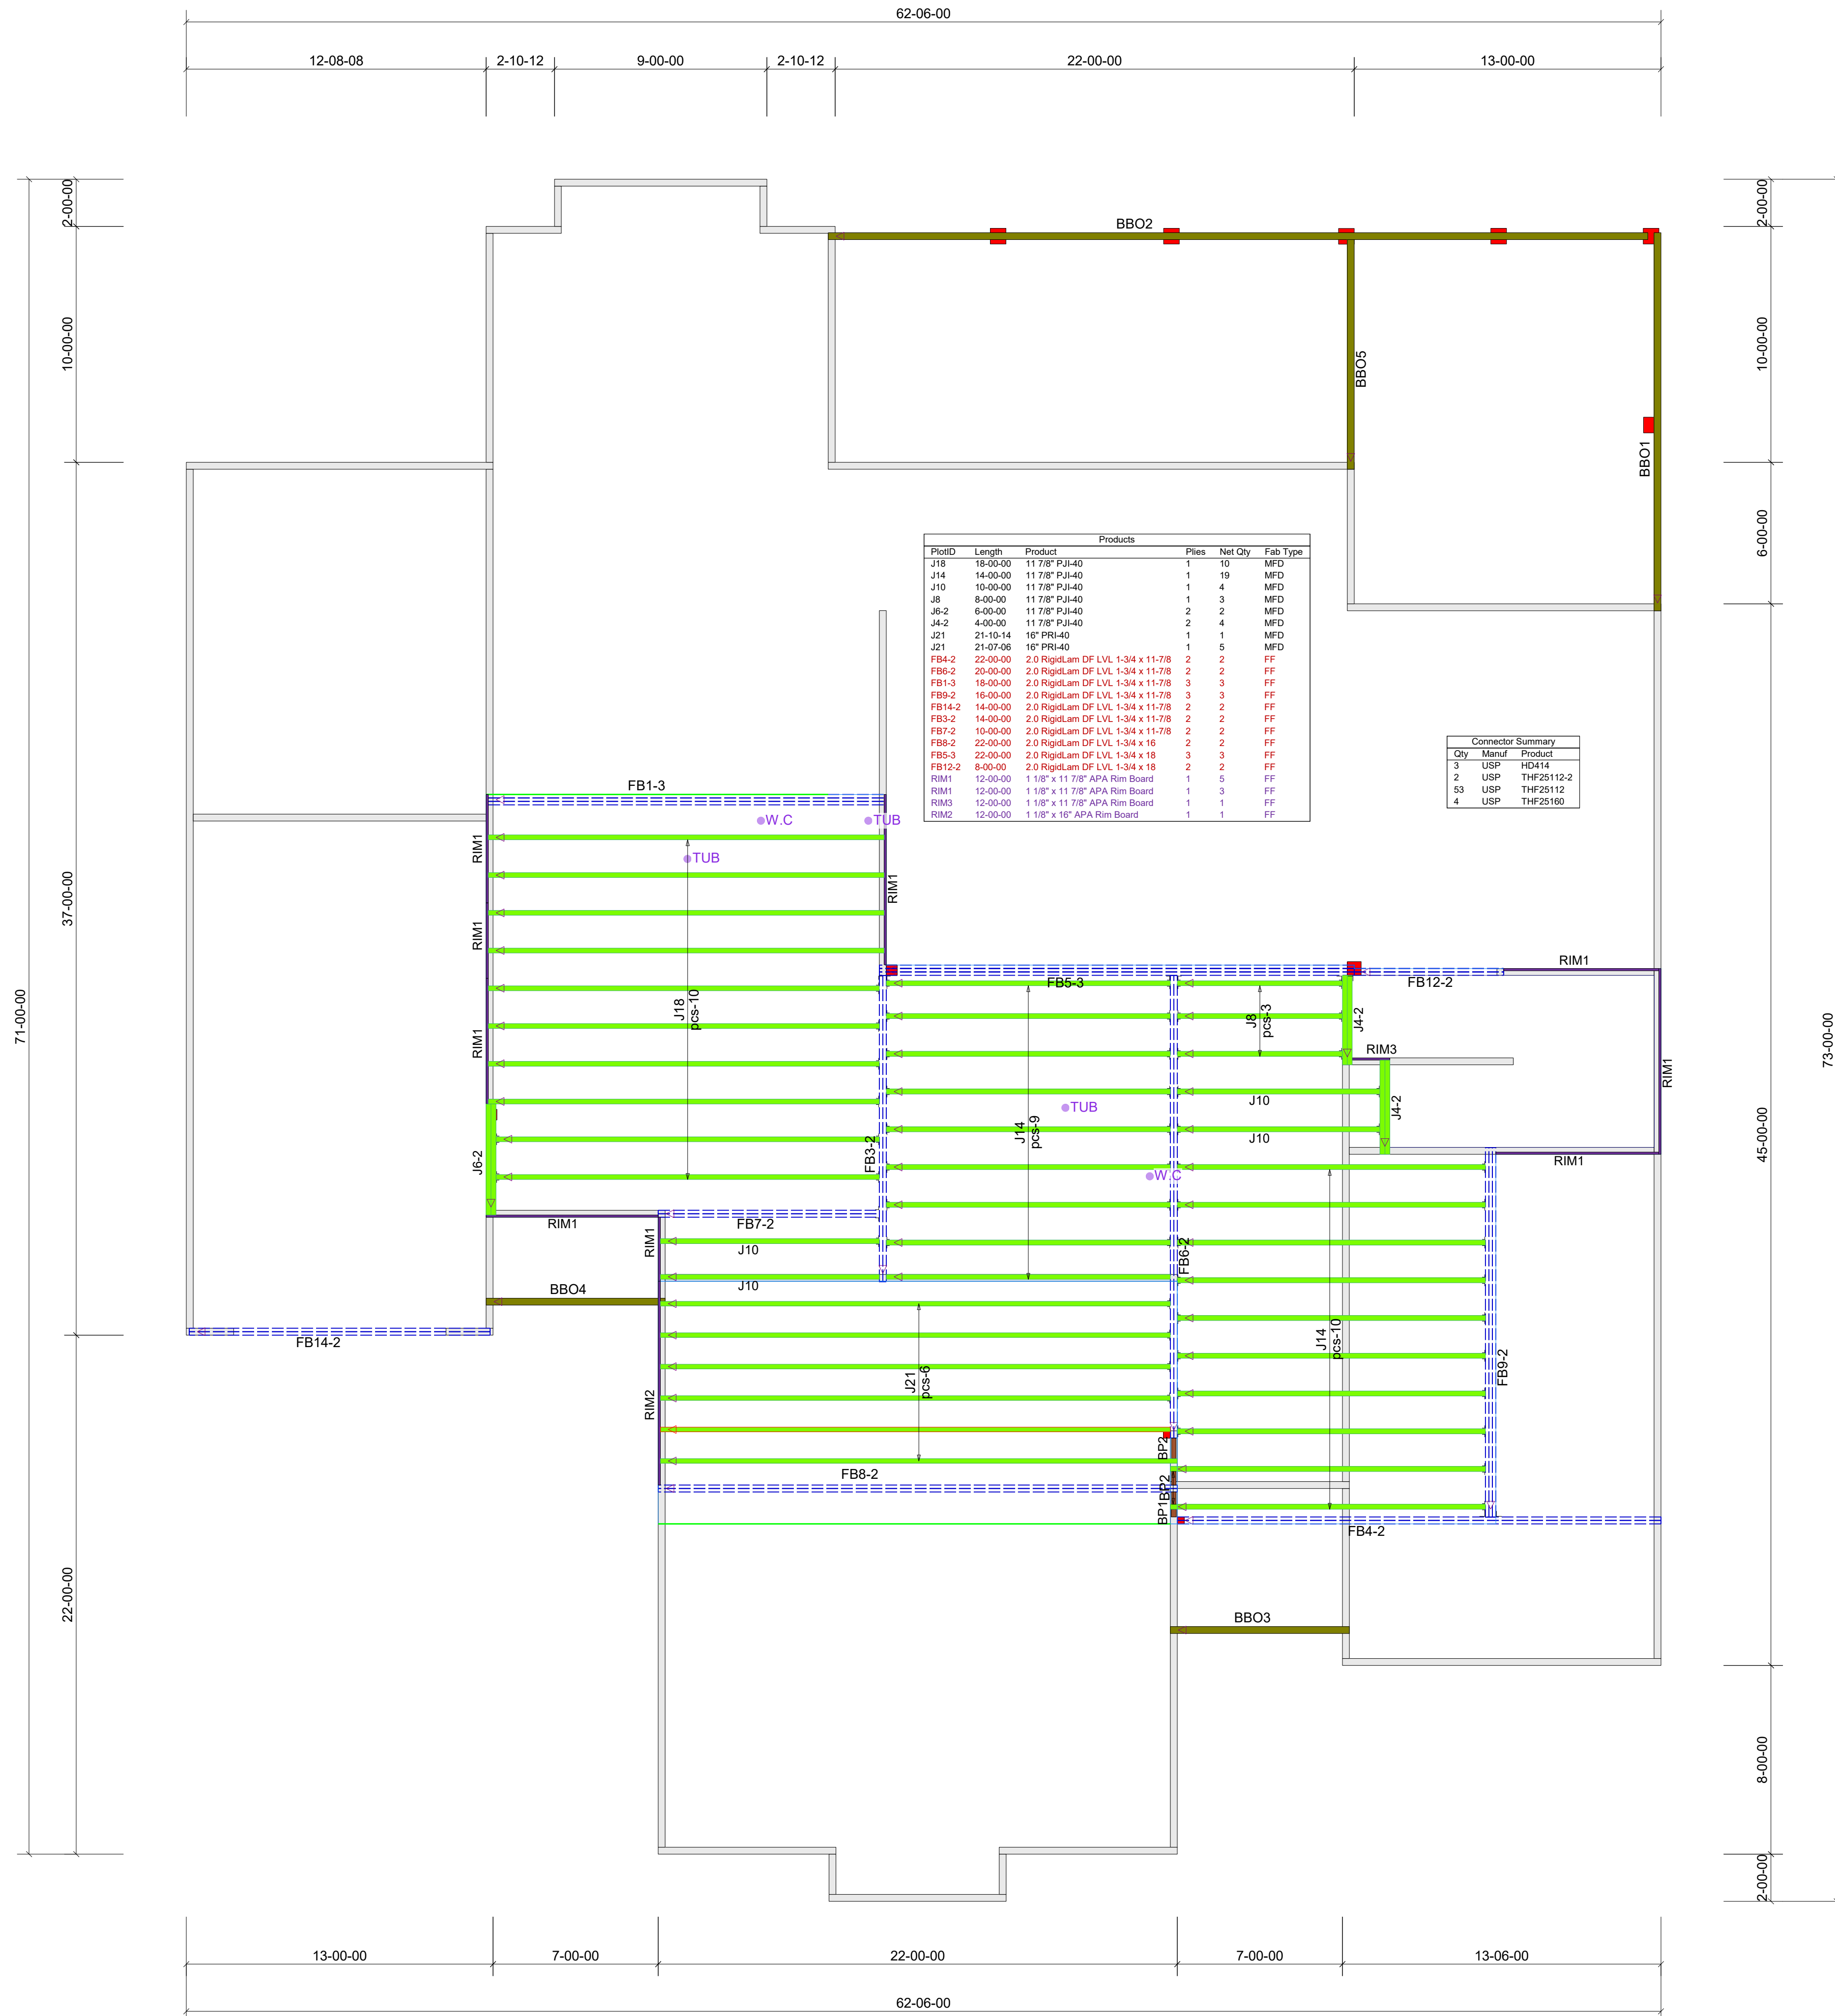 62-06-00
12-08-08 2-10-12 9-00-00 2-10-12 22-00-00 13-00-00
2-00-00
10-00-00
37-00-00
22-00-00
71-00-00
2-00-00
10-00-00
6-00-00
45-00-00
8-00-00
2-00-00
73-00-00
BBO2
BBO5
BBO1
Products
PlotID Length Product Plies Net Qty Fab Type
J18 18-00-00 11 7/8" PJI-40 1 10 MFD
J14 14-00-00 11 7/8" PJI-40 1 19 MFD
J10 10-00-00 11 7/8" PJI-40 1 4 MFD
J8 8-00-00 11 7/8" PJI-40 1 3 MFD
J6-2 6-00-00 11 7/8" PJI-40 2 2 MFD
J4-2 4-00-00 11 7/8" PJI-40 2 4 MFD
J21 21-10-14 16" PRI-40 1 1 MFD
J21 21-07-06 16" PRI-40 1 5 MFD
FB4-2 22-00-00 2.0 RigidLam DF LVL 1-3/4 x 11-7/8 2 2 FF
FB6-2 20-00-00 2.0 RigidLam DF LVL 1-3/4 x 11-7/8 2 2 FF
FB1-3 18-00-00 2.0 RigidLam DF LVL 1-3/4 x 11-7/8 3 3 FF
FB9-2 16-00-00 2.0 RigidLam DF LVL 1-3/4 x 11-7/8 3 3 FF
FB14-2 14-00-00 2.0 RigidLam DF LVL 1-3/4 x 11-7/8 2 2 FF
FB3-2 14-00-00 2.0 RigidLam DF LVL 1-3/4 x 11-7/8 2 2 FF
FB7-2 10-00-00 2.0 RigidLam DF LVL 1-3/4 x 11-7/8 2 2 FF
FB8-2 22-00-00 2.0 RigidLam DF LVL 1-3/4 x 16 2 2 FF
FB5-3 22-00-00 2.0 RigidLam DF LVL 1-3/4 x 18 3 3 FF
FB12-2 8-00-00 2.0 RigidLam DF LVL 1-3/4 x 18 2 2 FF
RIM1 12-00-00 1 1/8" x 11 7/8" APA Rim Board 1 5 FF
RIM1 12-00-00 1 1/8" x 11 7/8" APA Rim Board 1 3 FF
RIM3 12-00-00 1 1/8" x 11 7/8" APA Rim Board 1 1 FF
RIM2 12-00-00 1 1/8" x 16" APA Rim Board 1 1 FF
Connector Summary
Qty Manuf Product
3 USP HD414
2 USP THF25112-2
53 USP THF25112
4 USP THF25160
FB1-3
W.C
TUB
TUB
RIM1
RIM1
RIM1
RIM1
J18
pcs-10
FB5-3
FB12-2
RIM1
J8
pcs-3
J4-2
RIM3
RIM1
J10
J4-2
TUB
J14
pcs-9
J10
FB3-2
J6-2
W.C
RIM1
RIM1
FB7-2
RIM1
J10
FB6-2
J10
BBO4
FB14-2
J14
pcs-10
FB9-2
J21
pcs-6
RIM2
BP2
FB8-2
BP2
BP1
FB4-2
BBO3
13-00-00 7-00-00 22-00-00 7-00-00 13-06-00
62-06-00